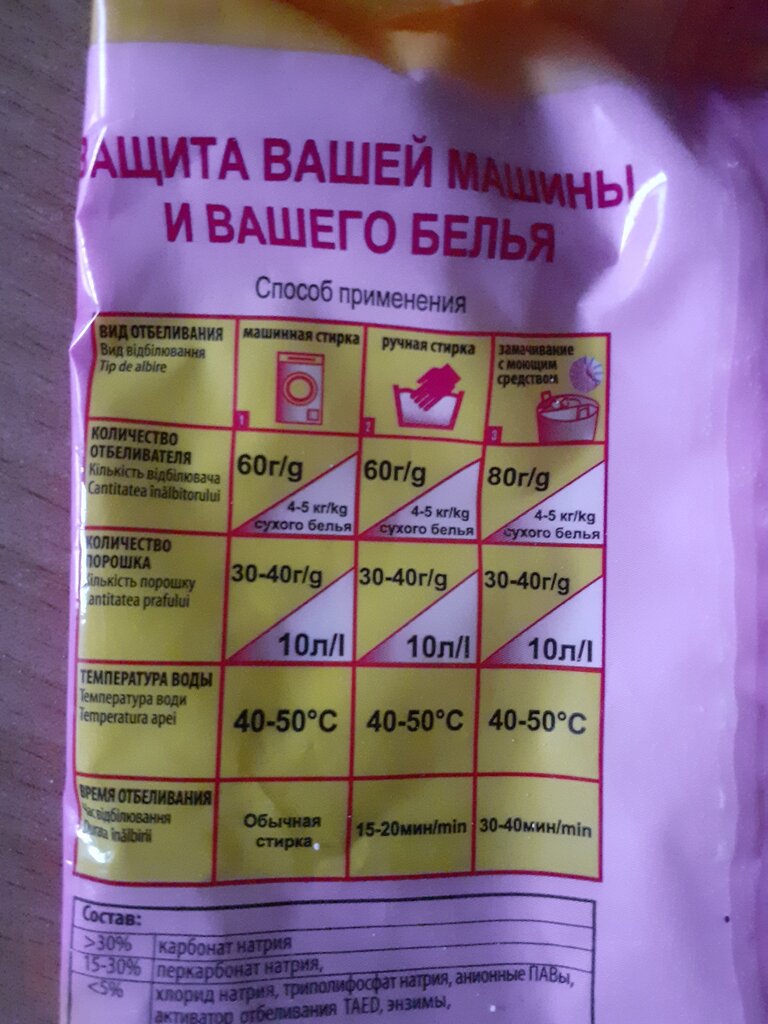 ЗАЩИТА ВАШЕЙ МАШИНЫ
И ВАШЕГО БЕЛЬЯ
Способ применения
ВИД ОТБЕЛИВАНИЯ
Вид відбілювання
Tip de albire
машинная стирка
1
ручная стирка
2
замачивание
с моющим
средством
3
КОЛИЧЕСТВО
ОТБЕЛИВАТЕЛЯ
Кількість відбілювача
Cantitatea înălbitorului
60г/g
4-5 кг/kg
сухого белья
60г/g
4-5 кг/kg
сухого белья
80г/g
4-5 кг/kg
сухого белья
КОЛИЧЕСТВО
ПОРОШКА
Кількість порошку
Cantitatea prafului
30-40г/g
10л/l
30-40г/g
10л/l
30-40г/g
10л/l
ТЕМПЕРАТУРА ВОДЫ
Температура води
Temperatura apei
40-50°C
40-50°C
40-50°C
ВРЕМЯ ОТБЕЛИВАНИЯ
Час відбілювання
Durata înălbirii
Обычная
стирка
15-20мин/min
30-40мин/min
Состав:
>30% карбонат натрия
15-30% перкарбонат натрия,
<5% хлорид натрия, триполифосфат натрия, анионные ПАВы,
активатор отбеливания TAED, энзимы,